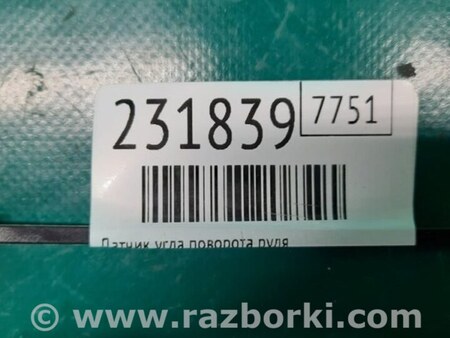 231839 7751
Датчик угла поворота руля
© www.razborki.com